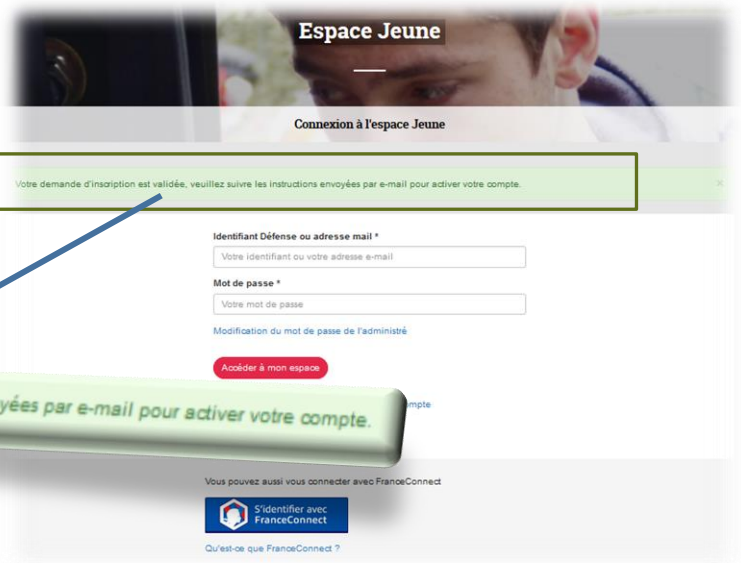 Espace Jeune
Connexion à l'espace Jeune
Votre demande d'inscription est validée, veuillez suivre les instructions envoyées par e-mail pour activer votre compte.
×
Identifiant Défense ou adresse mail *
Votre identifiant ou votre adresse e-mail
Mot de passe *
Votre mot de passe
Modification du mot de passe de l'administré
Accéder à mon espace
yées par e-mail pour activer votre compte.
mpte
Vous pouvez aussi vous connecter avec FranceConnect
S'identifier avec
FranceConnect
Qu'est-ce que FranceConnect ?